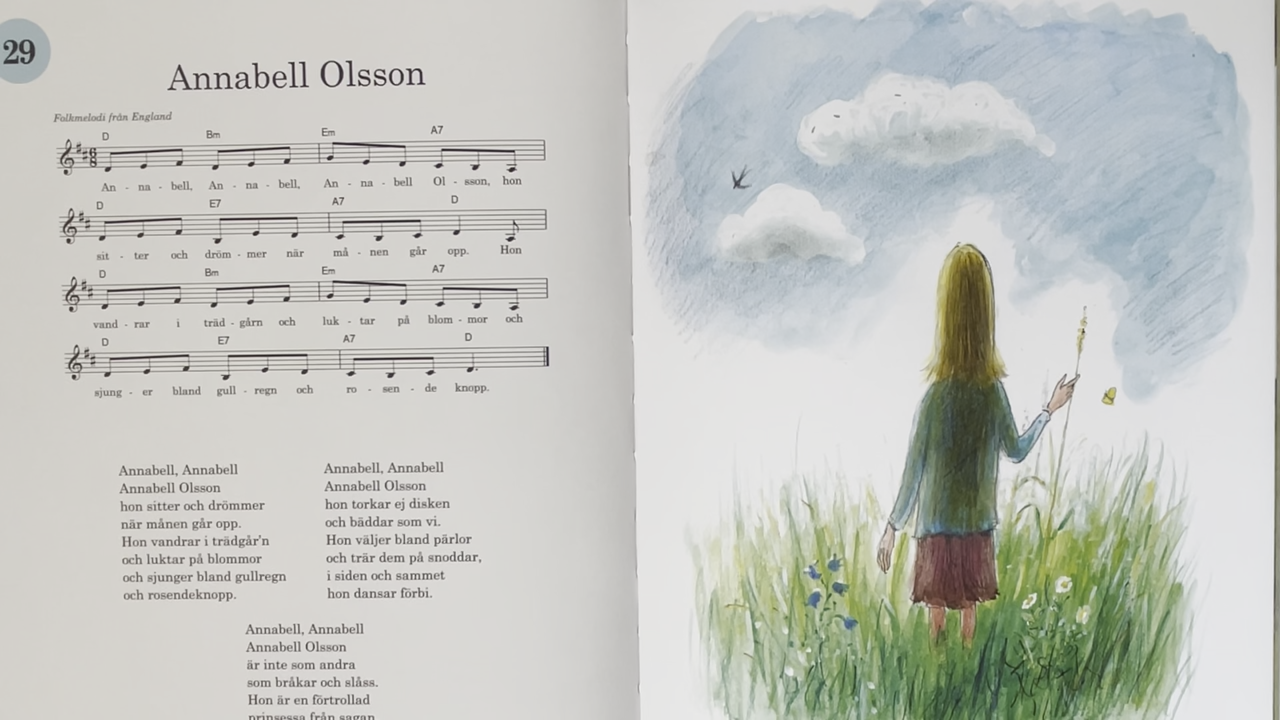 29
Annabell Olsson
Folkmelodi från England
D Bm Em A7
An - na - bell, An - na - bell, An - na - bell Ol - sson, hon
D E7 A7 D
sit - ter och dröm - mer när må - nen går opp. Hon
D Bm Em A7
vand - rar i träd - gårn och luk - tar på blom - mor och
D E7 A7 D
sjung - er bland gull - regn och ro - sen - de knopp.
Annabell, Annabell
Annabell Olsson
hon sitter och drömmer
när månen går opp.
Hon vandrar i trädgår'n
och luktar på blommor
och sjunger bland gullregn
och rosendeknopp.
Annabell, Annabell
Annabell Olsson
hon torkar ej disken
och bäddar som vi.
Hon väljer bland pärlor
och trär dem på snoddar,
i siden och sammet
hon dansar förbi.
Annabell, Annabell
Annabell Olsson
är inte som andra
som bråkar och slåss.
Hon är en förtrollad
prinsessa från sagan